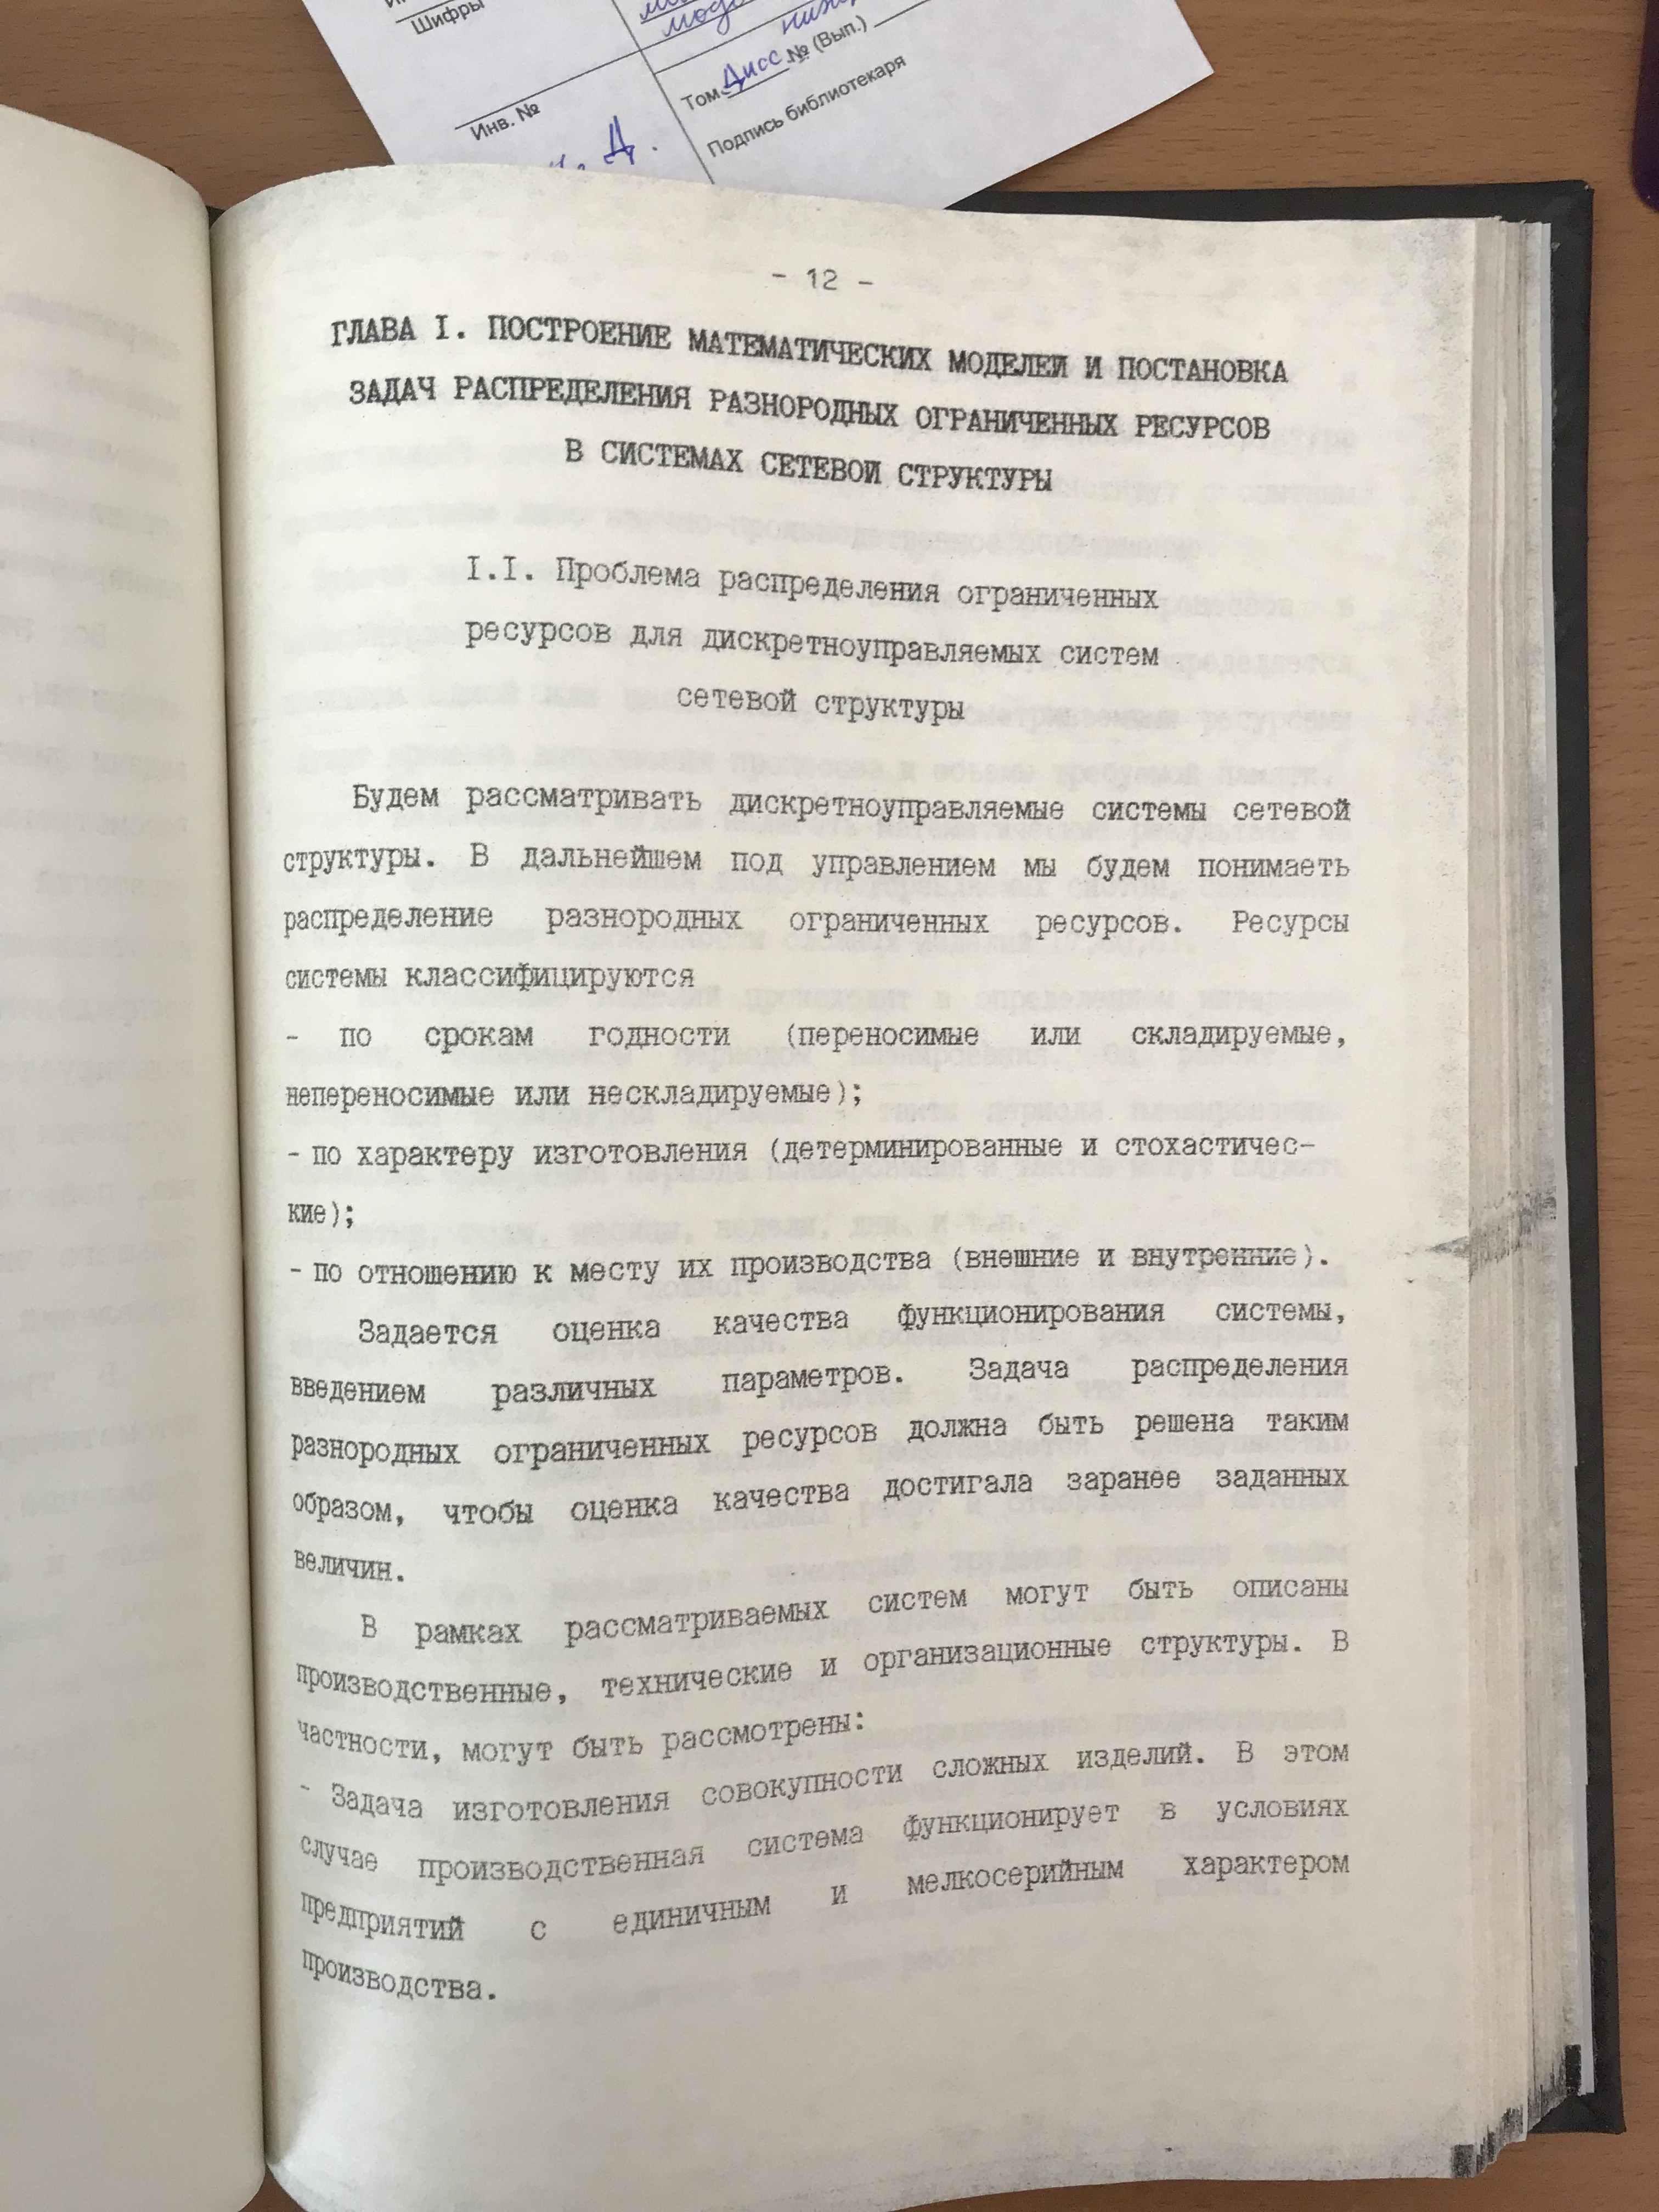 Шифры
Инв. №
Том Дисс № (Вып.)
Подпись библиотекаря
Д.
- 12 -
ГЛАВА I. ПОСТРОЕНИЕ МАТЕМАТИЧЕСКИХ МОДЕЛЕЙ И ПОСТАНОВКА
ЗАДАЧ РАСПРЕДЕЛЕНИЯ РАЗНОРОДНЫХ ОГРАНИЧЕННЫХ РЕСУРСОВ
В СИСТЕМАХ СЕТЕВОЙ СТРУКТУРЫ
I.I. Проблема распределения ограниченных
ресурсов для дискретноуправляемых систем
сетевой структуры
Будем рассматривать дискретноуправляемые системы сетевой
структуры. В дальнейшем под управлением мы будем понимаеть
распределение разнородных ограниченных ресурсов. Ресурсы
системы классифицируются
- по срокам годности (переносимые или складируемые,
непереносимые или нескладируемые);
- по характеру изготовления (детерминированные и стохастичес-
кие);
- по отношению к месту их производства (внешние и внутренние).
Задается оценка качества функционирования системы,
введением различных параметров. Задача распределения
разнородных ограниченных ресурсов должна быть решена таким
образом, чтобы оценка качества достигала заранее заданных
величин.
В рамках рассматриваемых систем могут быть описаны
производственные, технические и организационные структуры. В
частности, могут быть рассмотрены:
- Задача изготовления совокупности сложных изделий. В этом
случае производственная система функционирует в условиях
предприятий с единичным и мелкосерийным характером
производства.